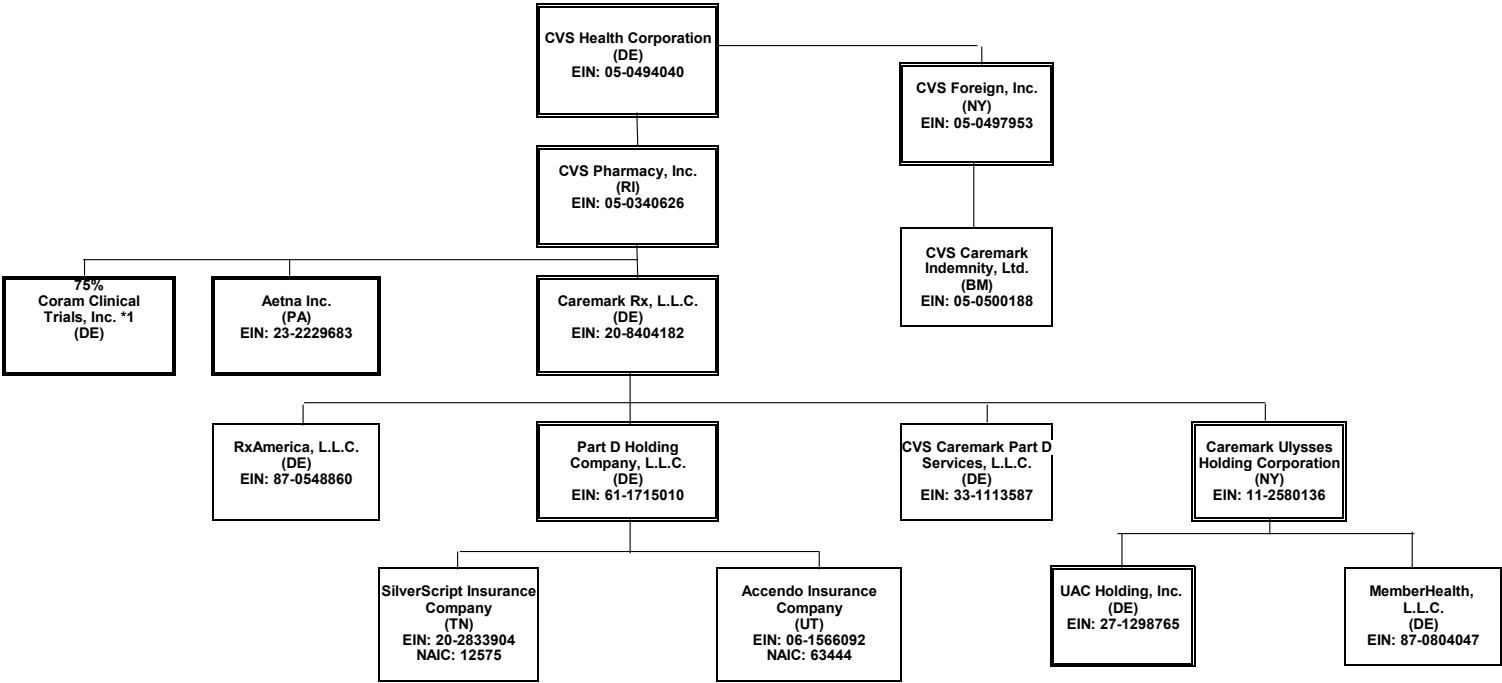 CVS Health Corporation
(DE)
EIN: 05-0494040
CVS Foreign, Inc.
(NY)
EIN: 05-0497953
CVS Pharmacy, Inc.
(RI)
EIN: 05-0340626
CVS Caremark
Indemnity, Ltd.
(BM)
EIN: 05-0500188
75%
Coram Clinical
Trials, Inc. *1
(DE)
Aetna Inc.
(PA)
EIN: 23-2229683
Caremark Rx, L.L.C.
(DE)
EIN: 20-8404182
RxAmerica, L.L.C.
(DE)
EIN: 87-0548860
Part D Holding
Company, L.L.C.
(DE)
EIN: 61-1715010
CVS Caremark Part D
Services, L.L.C.
(DE)
EIN: 33-1113587
Caremark Ulysses
Holding Corporation
(NY)
EIN: 11-2580136
SilverScript Insurance
Company
(TN)
EIN: 20-2833904
NAIC: 12575
Accendo Insurance
Company
(UT)
EIN: 06-1566092
NAIC: 63444
UAC Holding, Inc.
(DE)
EIN: 27-1298765
MemberHealth,
L.L.C.
(DE)
EIN: 87-0804047